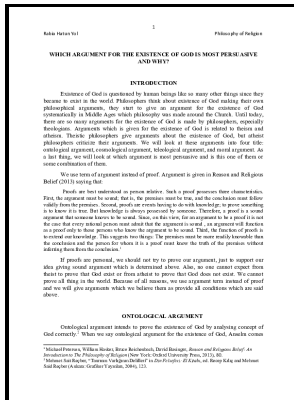 1
Rabia Hatun Yol Philosophy of Religion
WHICH ARGUMENT FOR THE EXISTENCE OF GOD IS MOST PERSUASIVE
AND WHY?
INTRODUCTION
Existence of God is questioned by human beings like so many other things since they
became to exist in the world. Philosophers think about existence of God making their own
philosophical arguments, they start to give an argument for the existence of God
systematically in Middle Ages which philosophy was made around the Church. Until today,
there are so many arguments for the existence of God is made by philosophers, especially
theologians. Arguments which is given for the existence of God is related to theism and
atheism. Theistic philosophers give arguments about the existence of God, but atheist
philosophers criticize their arguments. We will look at these arguments into four title:
ontological argument, cosmological argument, teleological argument, and moral argument. As
a last thing, we will look at which argument is most persuasive and is this one of them or
some combination of them.
We use term of argument instead of proof. Argument is given in Reason and Religious
Belief (2013) saying that:
Proofs are best understood as person relative. Such a proof possesses three characteristics.
First, the argument must be sound; that is, the premises must be true, and the conclusion must follow
validly from the premises. Second, proofs are events having to do with knowledge; to prove something
is to know it is true. But knowledge is always possessed by someone. Therefore, a proof is a sound
argument that someone knows to be sound. Since, on this view, for an argument to be a proof it is not
the case that every rational person must admit that the argument is sound, an argument will function
as a proof only to those persons who know the argument to be sound. Third, the function of proofs is
to extend our knowledge. This suggests two things: The premises must be more readily knowable than
the conclusion and the person for whom it is a proof must know the truth of the premises without
inferring them from the conclusion.¹
If proofs are personal, we should not try to prove our argument, just to support our
idea giving sound argument which is determined above. Also, no one cannot expect from
theist to prove that God exist or from atheist to prove that God does not exist. We cannot
prove all thing in the world. Because of all reasons, we use argument term instead of proof
and we will give arguments which we believe them as provide all conditions which are said
above.
ONTOLOGICAL ARGUMENT
Ontological argument intends to prove the existence of God by analysing concept of
God correctly.² When we say ontological argument for the existence of God, Anselm comes
¹ Michael Peterson, William Hasker, Bruce Reichenbach, David Basinger, Reason and Religious Belief: An
Introduction to The Philosophy of Religion (New York: Oxford University Press, 2013), 80.
² Mehmet Sait Reçber, "Tanrının Varlığının Delilleri" in Din Felsefesi: El Kitabı, ed. Recep Kılıç and Mehmet
Sait Reçber (Ankara: Grafiker Yayınları, 2004), 123.